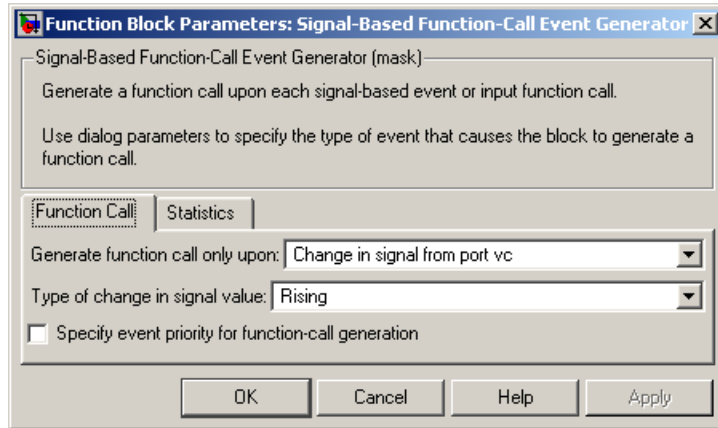 Function Block Parameters: Signal-Based Function-Call Event Generator
Signal-Based Function-Call Event Generator (mask)
Generate a function call upon each signal-based event or input function call.
Use dialog parameters to specify the type of event that causes the block to generate a
function call.
Function Call Statistics
Generate function call only upon: Change in signal from port vc
Type of change in signal value: Rising
Specify event priority for function-call generation
OK Cancel Help Apply